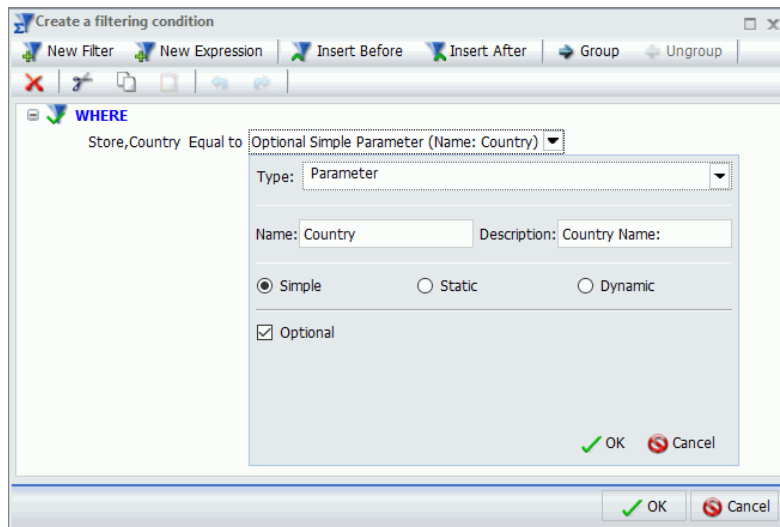 Create a filtering condition
New Filter New Expression Insert Before Insert After Group Ungroup
WHERE
Store,Country Equal to Optional Simple Parameter (Name: Country)
Type: Parameter
Name: Country Description: Country Name:
Simple Static Dynamic
Optional
OK Cancel
OK Cancel